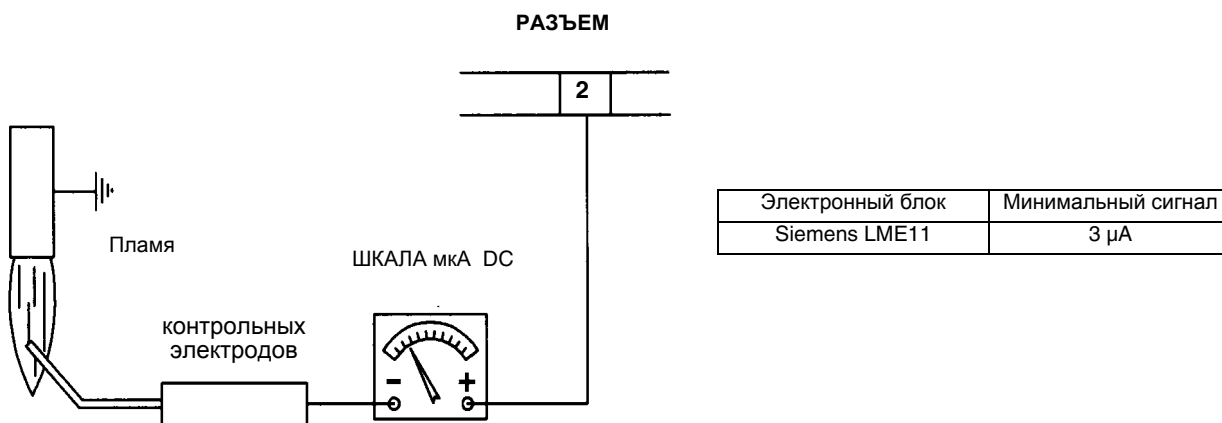 РАЗЪЕМ
2
Пламя
ШКАЛА мкА  DC
контрольных
электродов
- +
Электронный блок Минимальный сигнал
Siemens LME11 3 µA